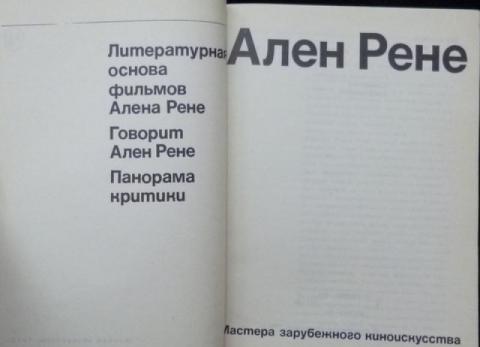 Литературная
основа
фильмов
Алена Рене
Говорит
Ален Рене
Панорама
критики
Ален Рене
Мастера зарубежного киноискусства